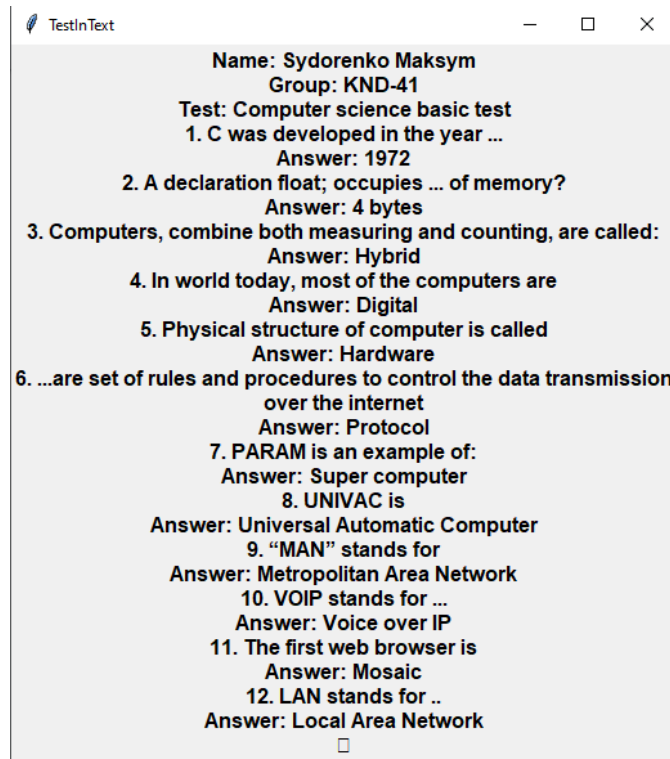 TestInText
Name: Sydorenko Maksym
Group: KND-41
Test: Computer science basic test
1. C was developed in the year ...
Answer: 1972
2. A declaration float; occupies ... of memory?
Answer: 4 bytes
3. Computers, combine both measuring and counting, are called:
Answer: Hybrid
4. In world today, most of the computers are
Answer: Digital
5. Physical structure of computer is called
Answer: Hardware
6. ...are set of rules and procedures to control the data transmission
over the internet
Answer: Protocol
7. PARAM is an example of:
Answer: Super computer
8. UNIVAC is
Answer: Universal Automatic Computer
9. “MAN” stands for
Answer: Metropolitan Area Network
10. VOIP stands for ...
Answer: Voice over IP
11. The first web browser is
Answer: Mosaic
12. LAN stands for ..
Answer: Local Area Network